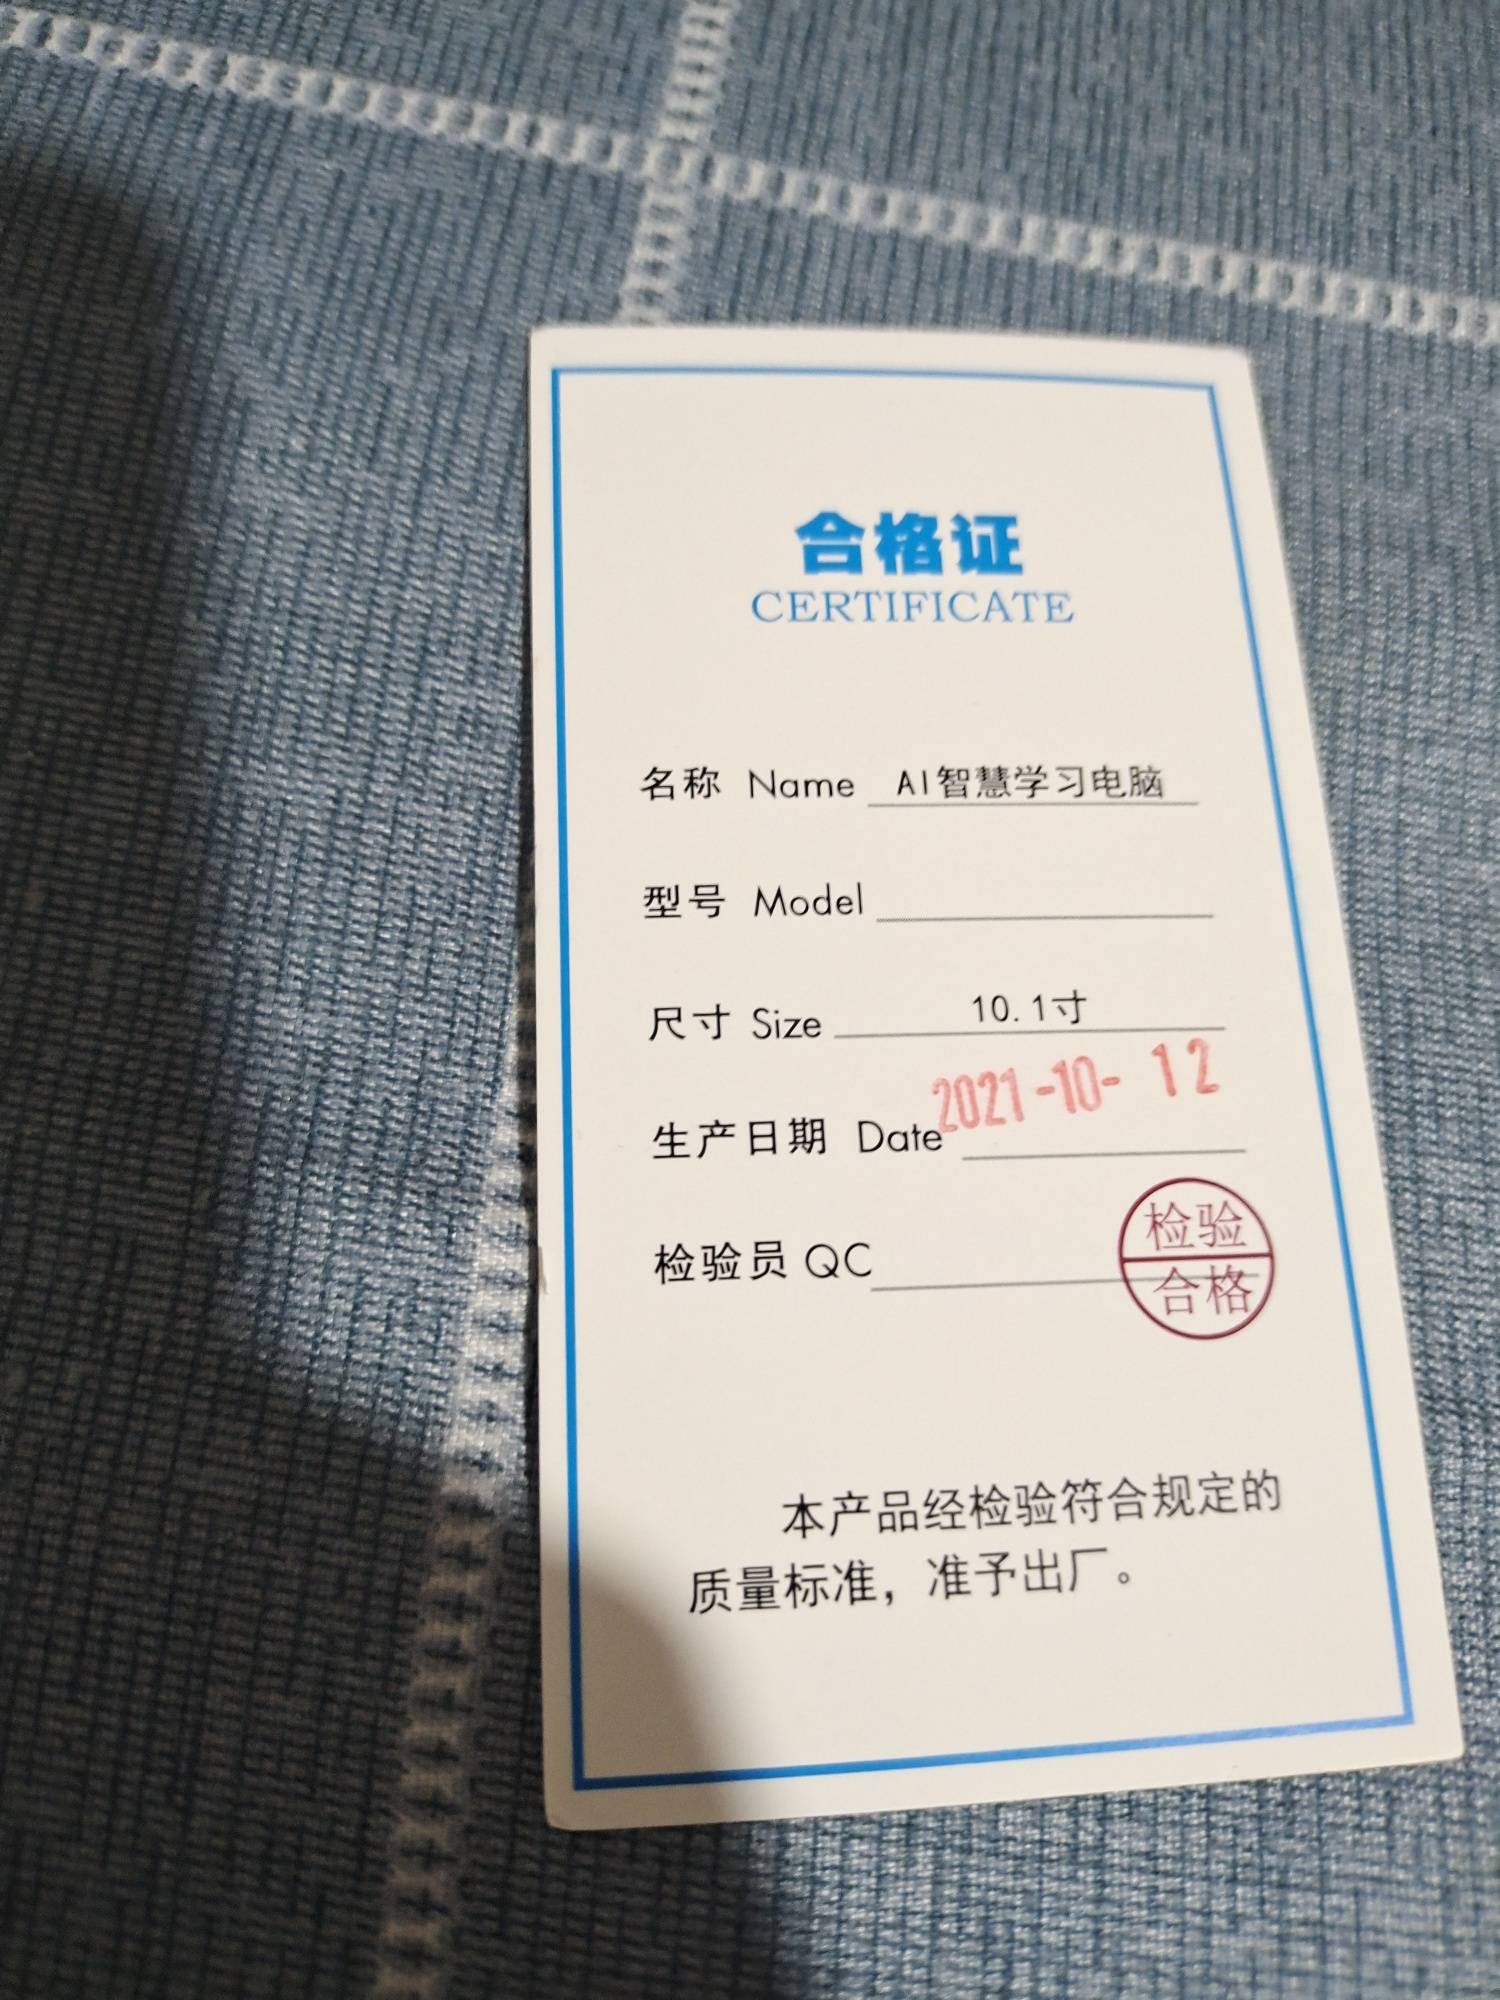 合格证
CERTIFICATE
名称 Name AI智慧学习电脑
型号 Model
尺寸 Size 10.1寸
2021-10-12
生产日期 Date
检验
检验员 QC
合格
本产品经检验符合规定的
质量标准，准予出厂。